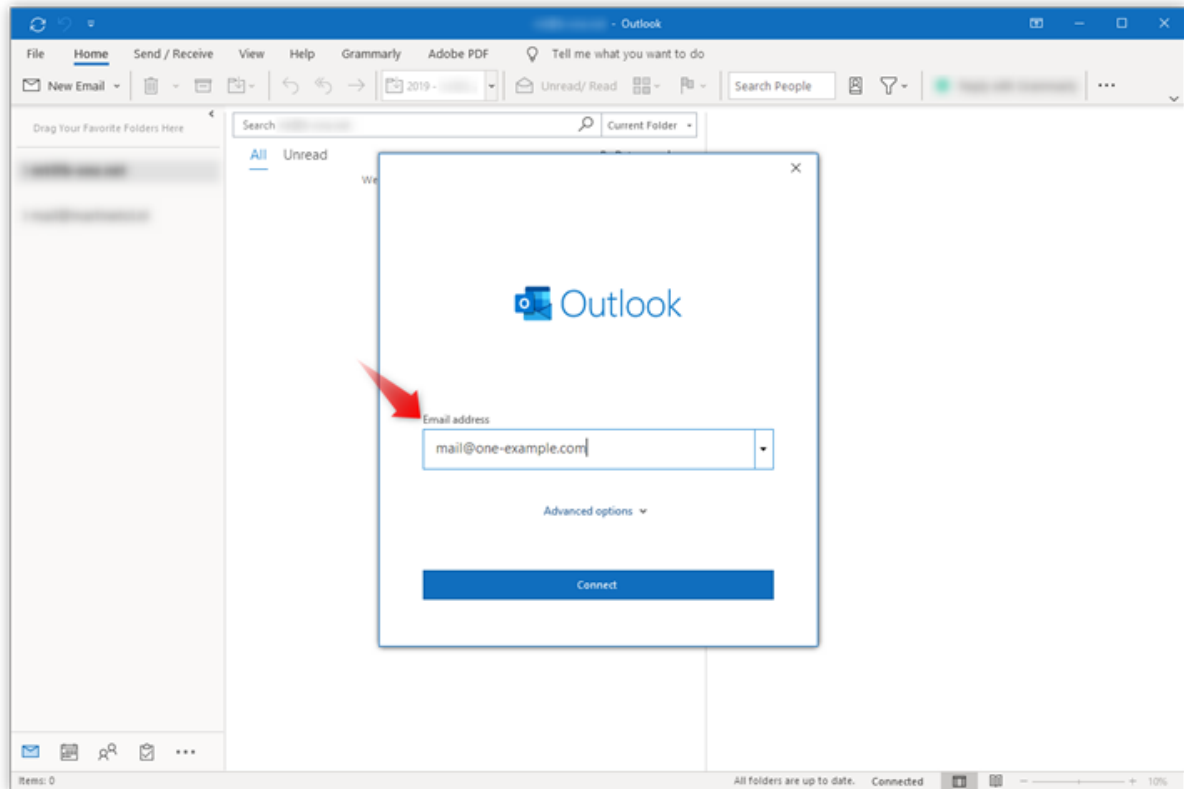 - Outlook
File Home Send / Receive View Help Grammarly Adobe PDF Tell me what you want to do
New Email 2019 - Unread/ Read Search People
Drag Your Favorite Folders Here
Search Current Folder
All Unread
We
Outlook
Email address
mail@one-example.com
Advanced options
Connect
Items: 0 All folders are up to date. Connected 10%